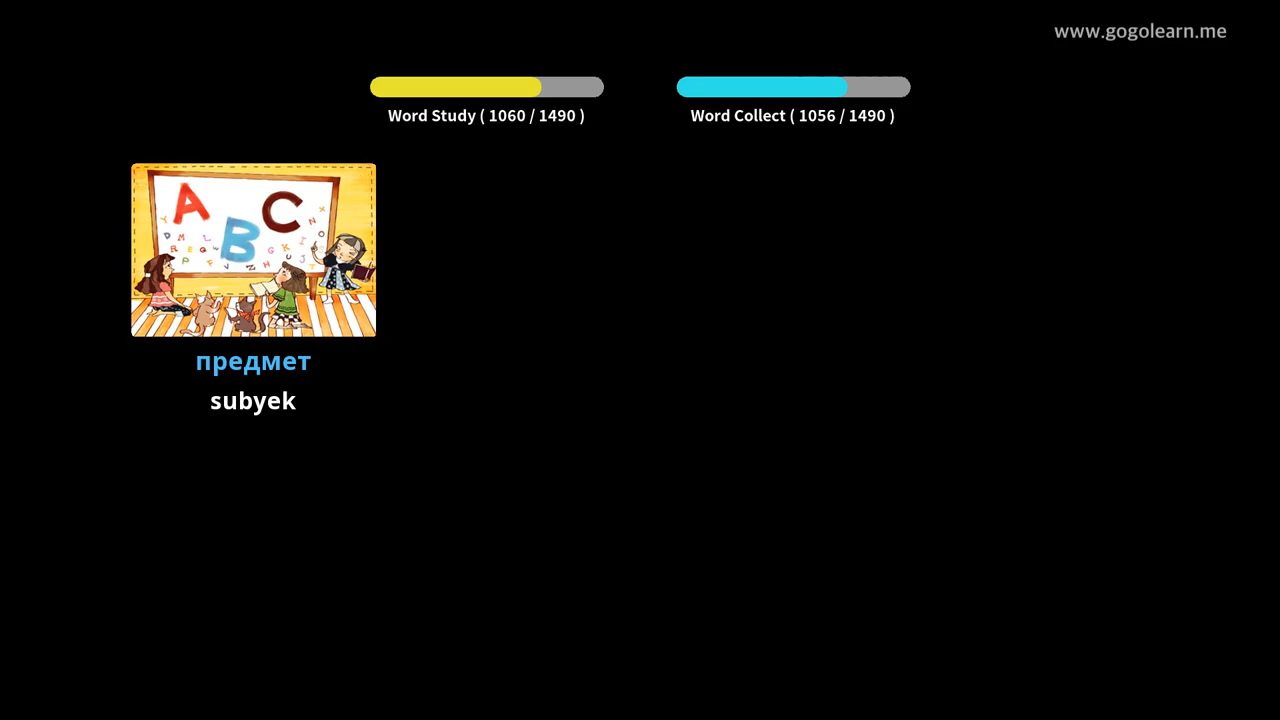 www.gogolearn.me
Word Study ( 1060 / 1490 )
Word Collect ( 1056 / 1490 )
A
B
C
предмет
subyek